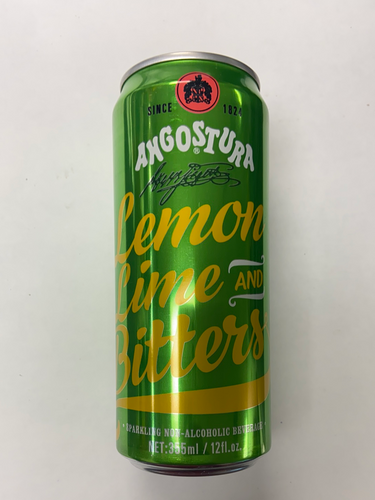 SINCE 1824
ANGOSTURA®
Lemon
Lime AND
Bitters
• SPARKLING NON-ALCOHOLIC BEVERAGE •
NET:355ml / 12fl.oz.